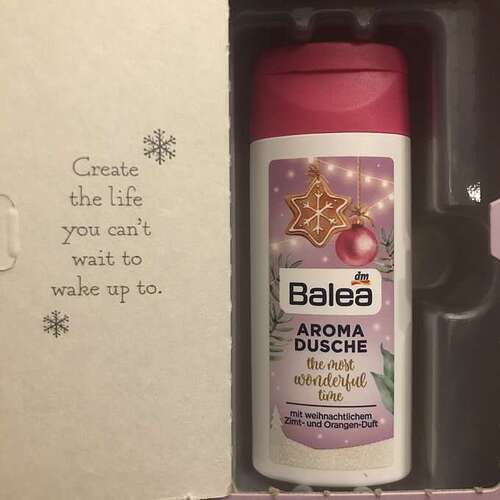 Create
the life
you can't
wait to
wake up to.
dm
Balea
AROMA
DUSCHE
the most
wonderful
time
mit weihnachtlichem
Zimt- und Orangen-Duft